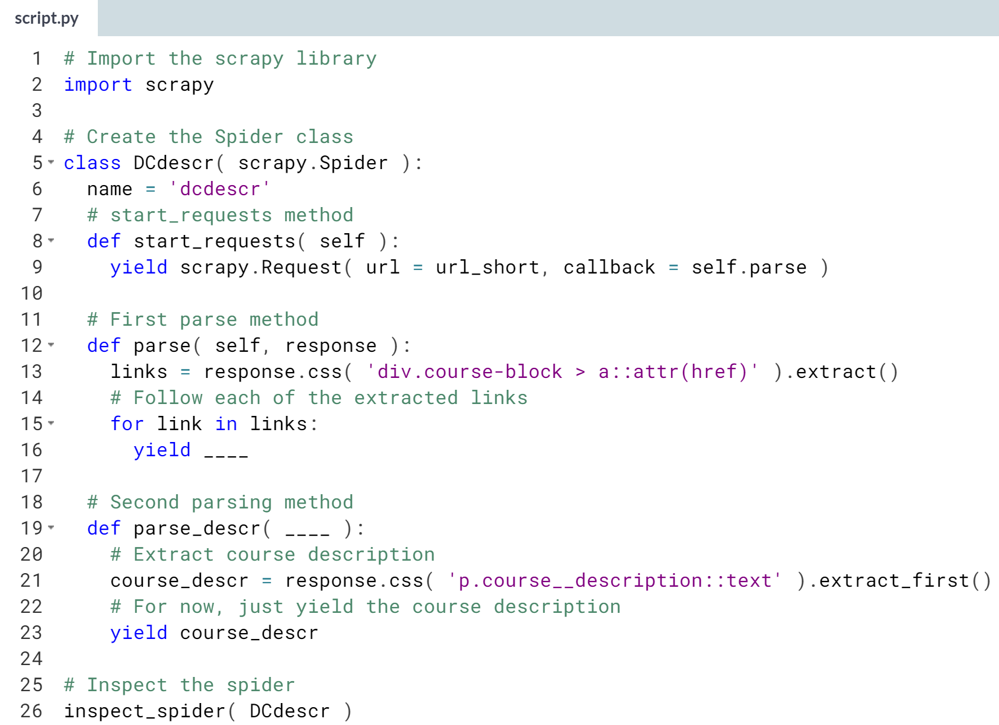 script.py
1 # Import the scrapy library
2 import scrapy
3
4 # Create the Spider class
5 class DCdescr( scrapy.Spider ):
6   name = 'dcdescr'
7   # start_requests method
8   def start_requests( self ):
9     yield scrapy.Request( url = url_short, callback = self.parse )
10
11   # First parse method
12   def parse( self, response ):
13     links = response.css( 'div.course-block > a::attr(href)' ).extract()
14     # Follow each of the extracted links
15     for link in links:
16       yield ____
17
18   # Second parsing method
19   def parse_descr( ____ ):
20     # Extract course description
21     course_descr = response.css( 'p.course__description::text' ).extract_first()
22     # For now, just yield the course description
23     yield course_descr
24
25 # Inspect the spider
26 inspect_spider( DCdescr )